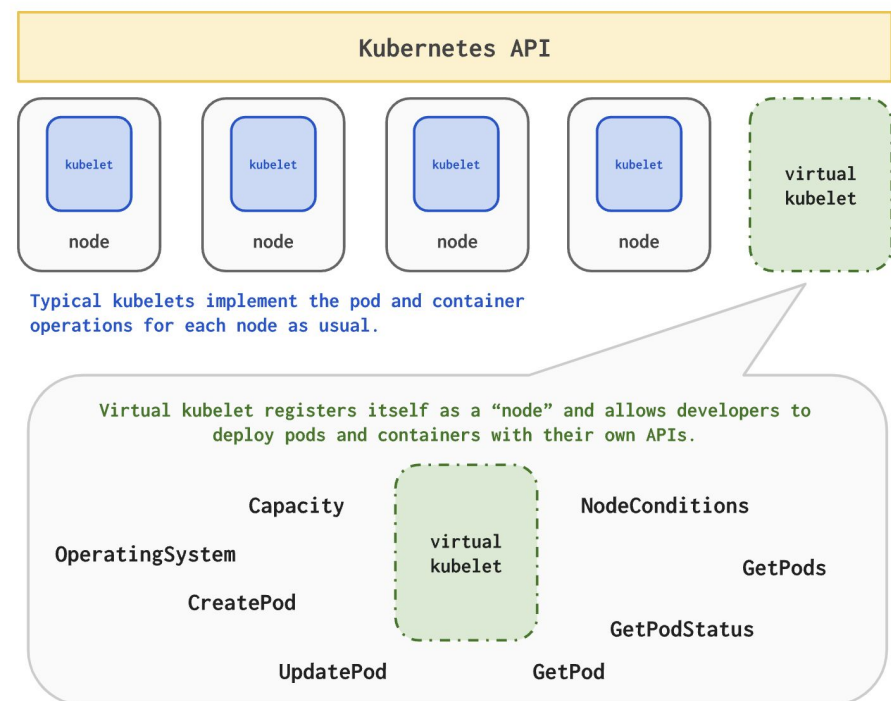 Kubernetes API
kubelet
kubelet
kubelet
kubelet
virtual
kubelet
node
node
node
node
Typical kubelets implement the pod and container
operations for each node as usual.
Virtual kubelet registers itself as a “node” and allows developers to
deploy pods and containers with their own APIs.
Capacity
NodeConditions
virtual
kubelet
OperatingSystem
GetPods
CreatePod
GetPodStatus
UpdatePod
GetPod